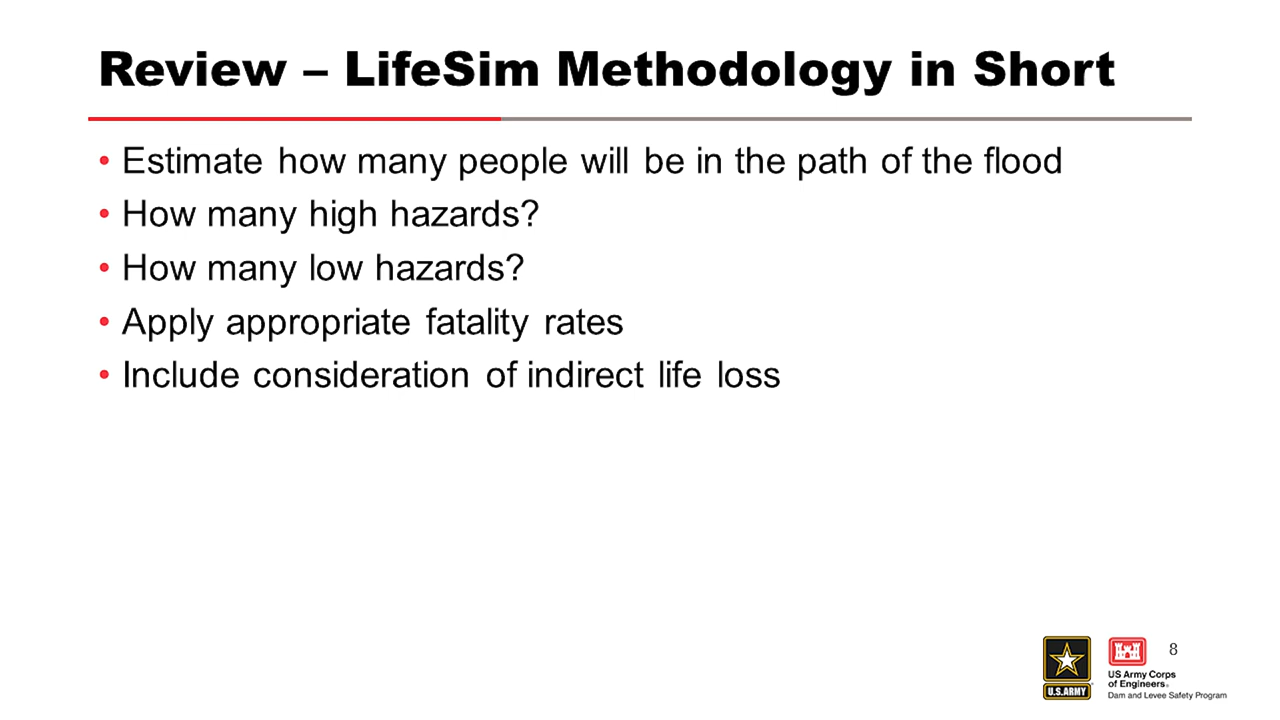 Review – LifeSim Methodology in Short
• Estimate how many people will be in the path of the flood
• How many high hazards?
• How many low hazards?
• Apply appropriate fatality rates
• Include consideration of indirect life loss
U.S.ARMY
8
US Army Corps
of Engineers®
Dam and Levee Safety Program